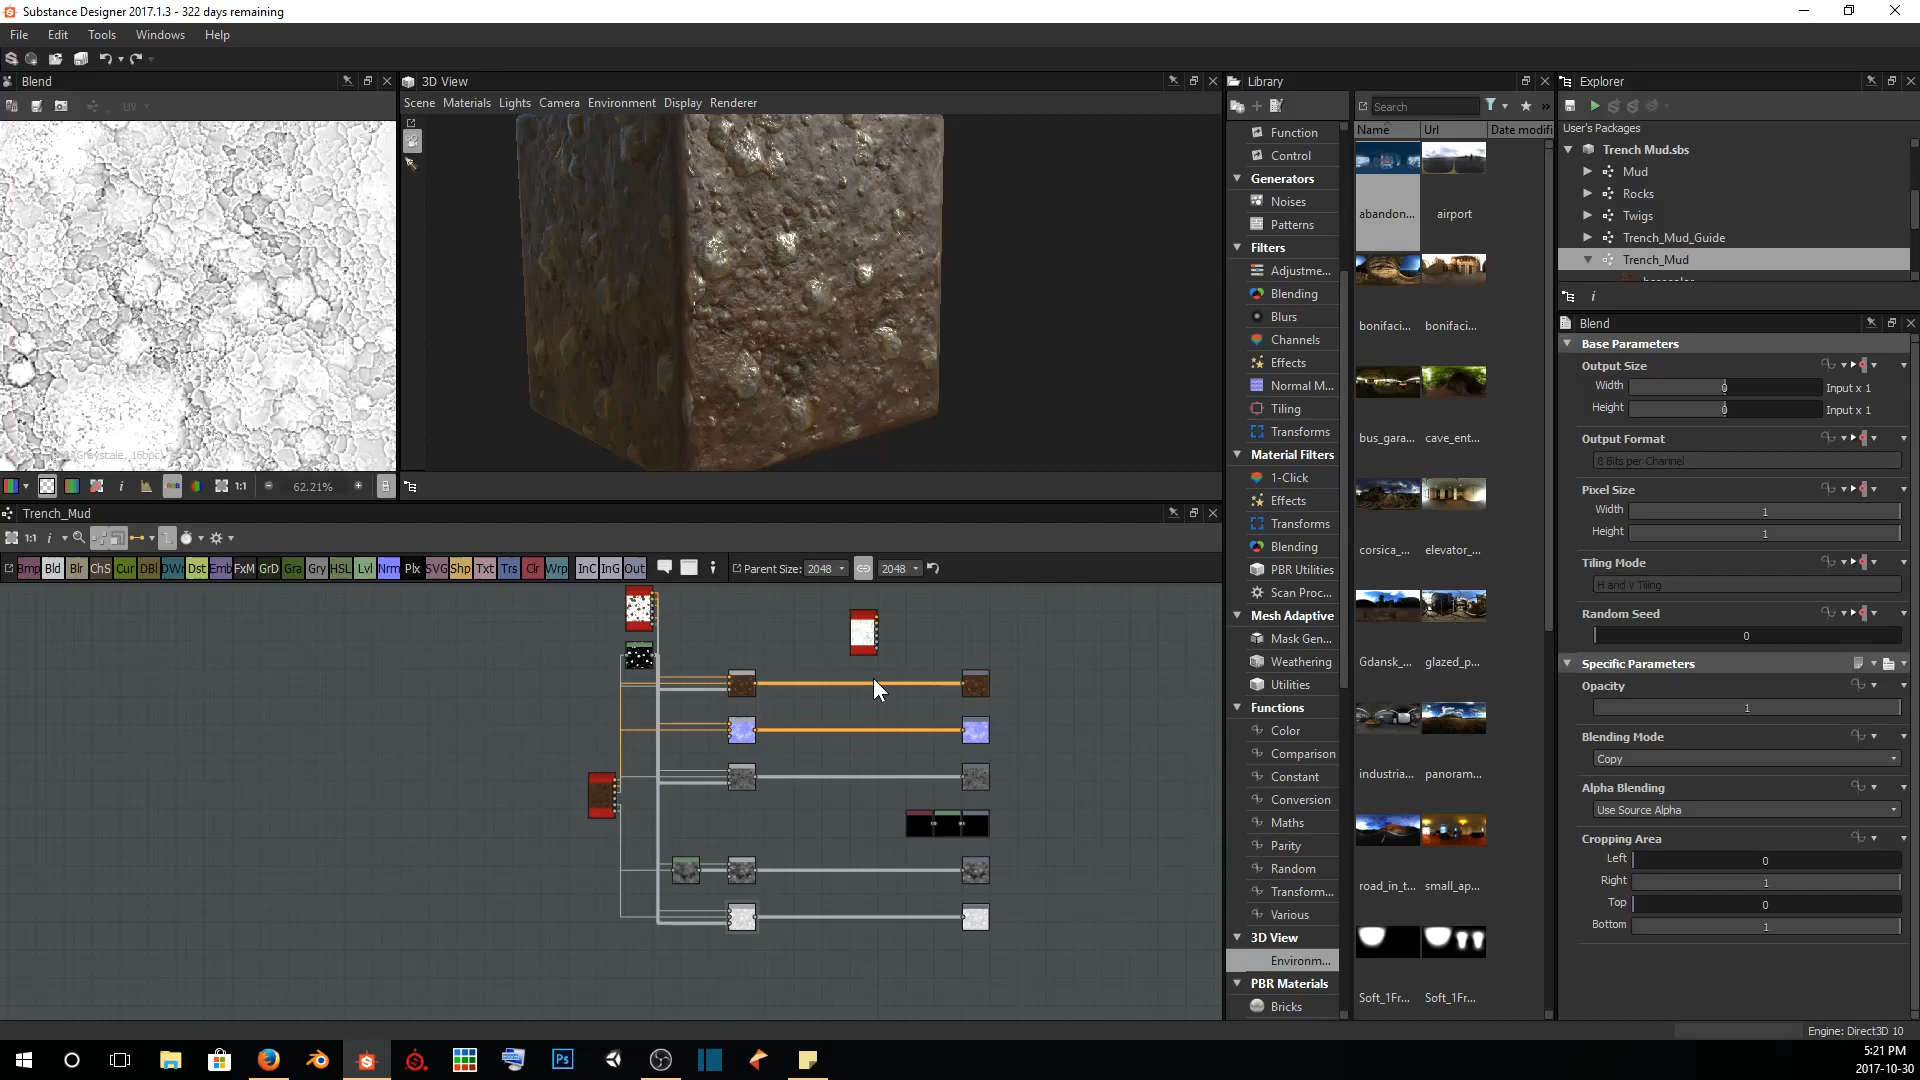 Substance Designer 2017.1.3 - 322 days remaining
File Edit Tools Windows Help
Blend
UV
(Grayscale, 16bpc)
1:1
62.21%
3D View
Scene Materials Lights Camera Environment Display Renderer
Trench_Mud
1:1
Bmp Bld Blr ChS Cur DBl DWr Dst Emb FxM GrD Gra Gry HSL Lvl Nrm Plx SVG Shp Txt Trs Clr Wrp InC InG Out
Parent Size: 2048 2048
Library
Search
Function
Control
Generators
Noises
Patterns
Filters
Adjustme...
Blending
Blurs
Channels
Effects
Normal M...
Tiling
Transforms
Material Filters
1-Click
Effects
Transforms
Blending
PBR Utilities
Scan Proc...
Mesh Adaptive
Mask Gen...
Weathering
Utilities
Functions
Color
Comparison
Constant
Conversion
Maths
Parity
Random
Transform...
Various
3D View
Environm...
PBR Materials
Bricks
Name Url Date modifi
abandon... airport
bonifaci... bonifaci...
bus_gara... cave_ent...
corsica_... elevator_...
Gdansk_... glazed_p...
industria... panoram...
road_in_t... small_ap...
Soft_1Fr... Soft_1Fr...
Explorer
User's Packages
Trench Mud.sbs
Mud
Rocks
Twigs
Trench_Mud_Guide
Trench_Mud
Blend
Base Parameters
Output Size
Width 0 Input x 1
Height 0 Input x 1
Output Format
8 Bits per Channel
Pixel Size
Width 1
Height 1
Tiling Mode
H and V Tiling
Random Seed
0
Specific Parameters
Opacity
1
Blending Mode
Copy
Alpha Blending
Use Source Alpha
Cropping Area
Left 0
Right 1
Top 0
Bottom 1
Engine: Direct3D 10
5:21 PM
2017-10-30